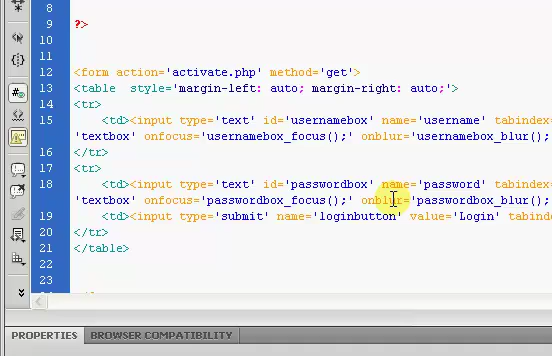 8
9 ?>
10
11
12 <form action='activate.php' method='get'>
13 <table style='margin-left: auto; margin-right: auto;'>
14 <tr>
15 <td><input type='text' id='usernamebox' name='username' tabindex=
'textbox' onfocus='usernamebox_focus();' onblur='usernamebox_blur();
16 </tr>
17 <tr>
18 <td><input type='text' id='passwordbox' name='password' tabindex=
'textbox' onfocus='passwordbox_focus();' onblur='passwordbox_blur();
19 <td><input type='submit' name='loginbutton' value='Login' tabinde
20 </tr>
21 </table>
22
23
PROPERTIES BROWSER COMPATIBILITY